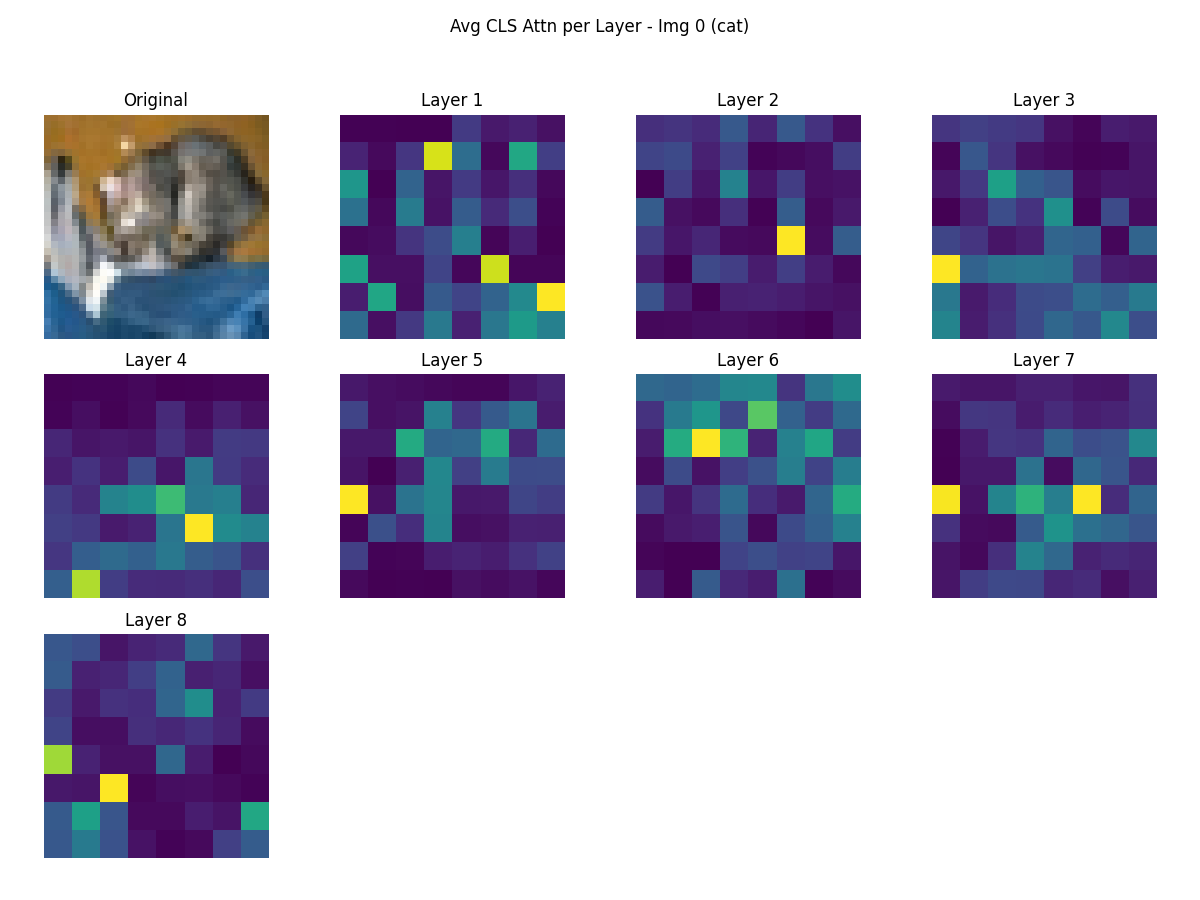 Avg CLS Attn per Layer - Img 0 (cat)
Original
Layer 1
Layer 2
Layer 3
Layer 4
Layer 5
Layer 6
Layer 7
Layer 8